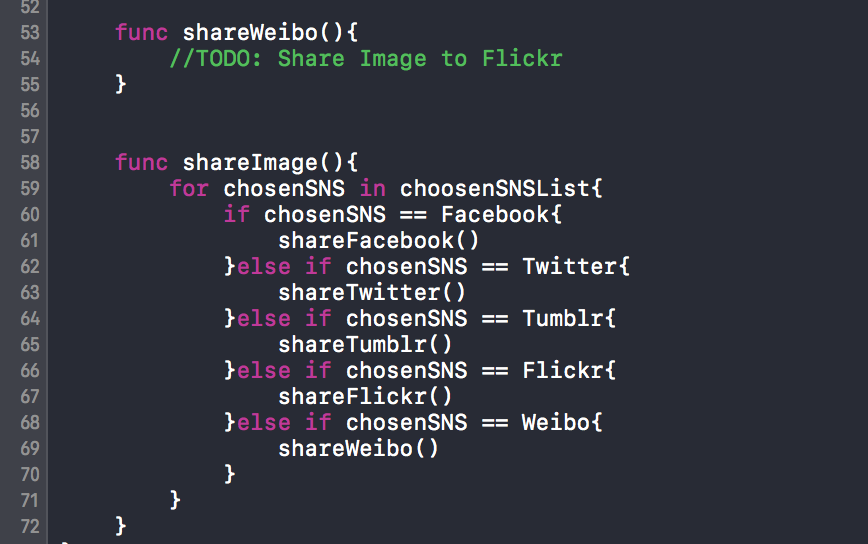 52
53 func shareWeibo(){
54 //TODO: Share Image to Flickr
55 }
56
57
58 func shareImage(){
59 for chosenSNS in choosenSNSList{
60 if chosenSNS == Facebook{
61 shareFacebook()
62 }else if chosenSNS == Twitter{
63 shareTwitter()
64 }else if chosenSNS == Tumblr{
65 shareTumblr()
66 }else if chosenSNS == Flickr{
67 shareFlickr()
68 }else if chosenSNS == Weibo{
69 shareWeibo()
70 }
71 }
72 }